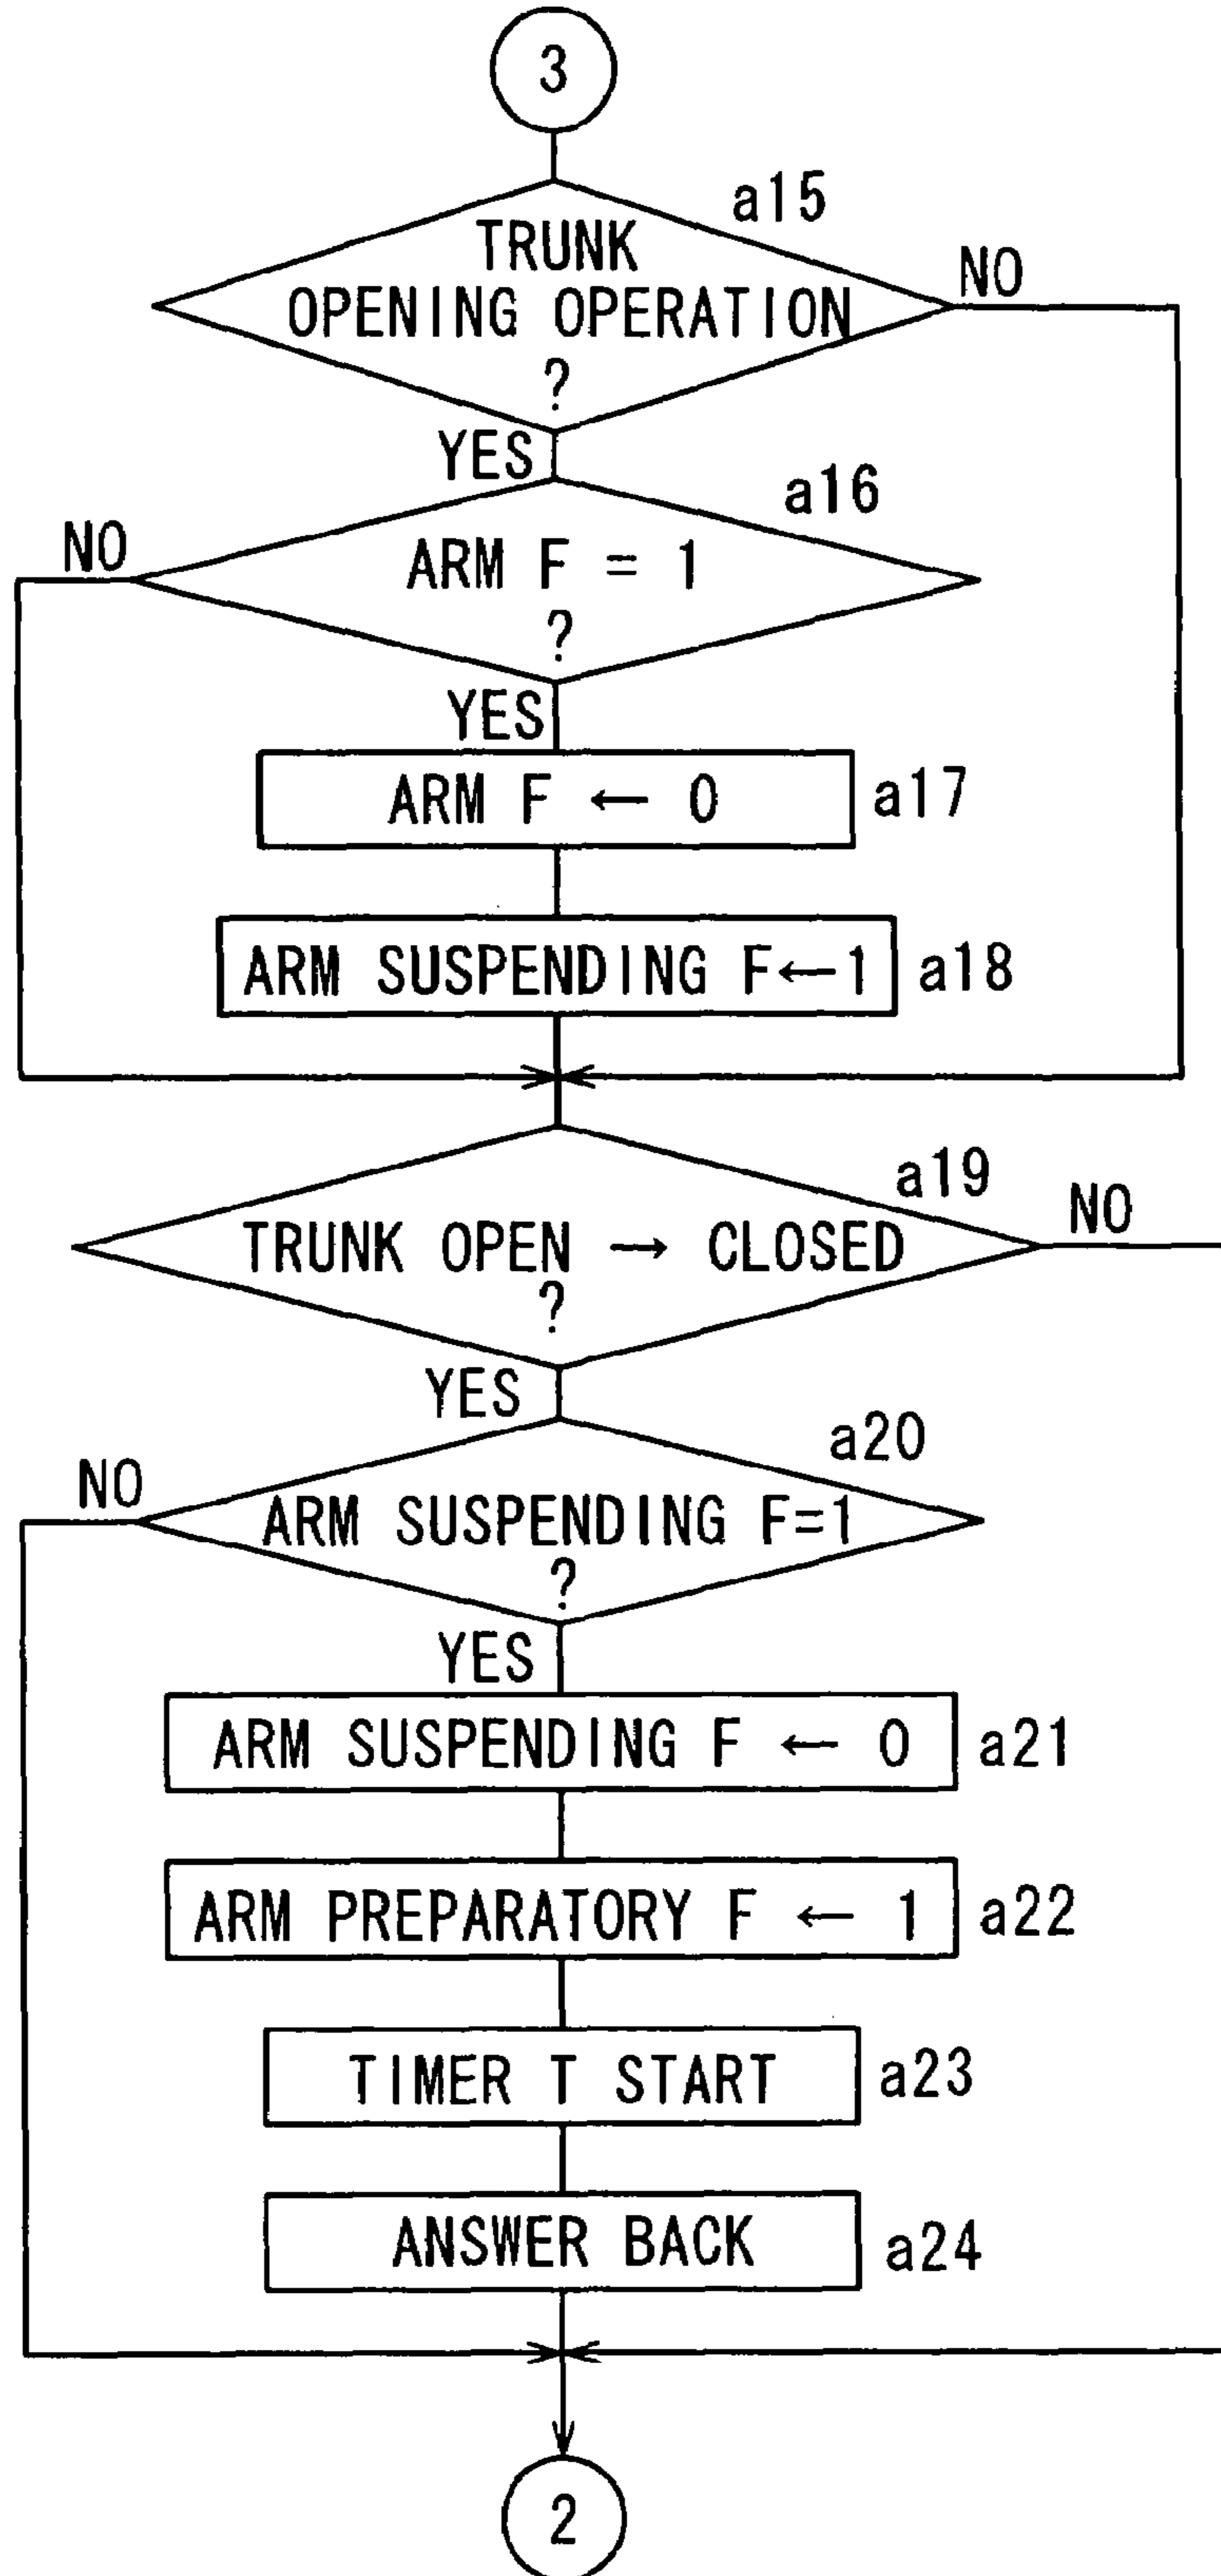 3
a15
TRUNK
OPENING OPERATION
?
NO
YES
a16
NO
ARM F = 1
?
YES
ARM F ← 0
a17
ARM SUSPENDING F←1
a18
a19
NO
TRUNK OPEN → CLOSED
?
YES
a20
NO
ARM SUSPENDING F=1
?
YES
ARM SUSPENDING F ← 0
a21
ARM PREPARATORY F ← 1
a22
TIMER T START
a23
ANSWER BACK
a24
2